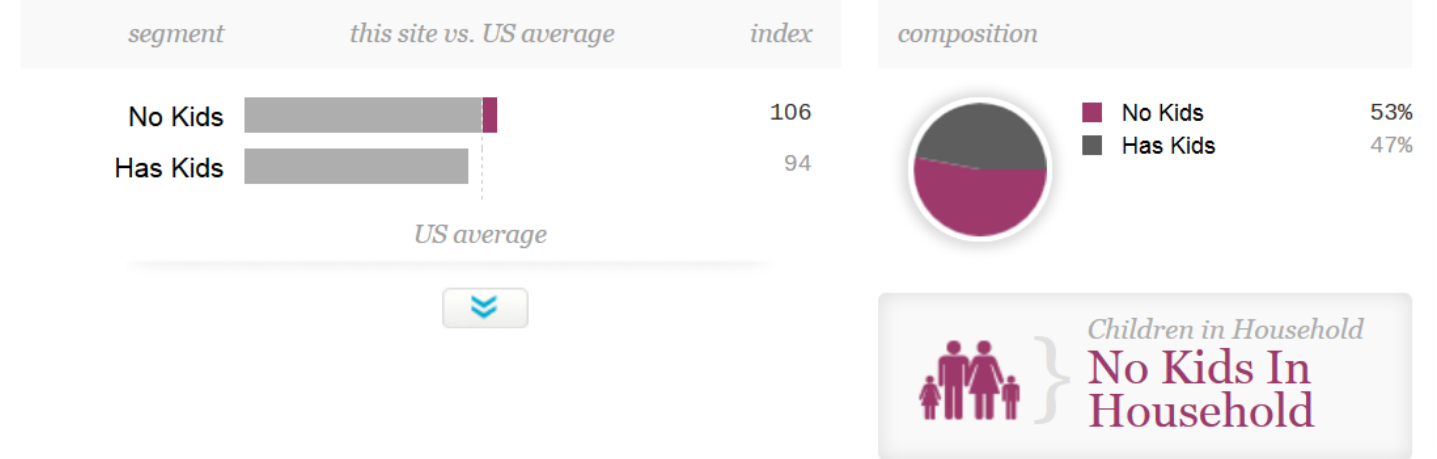 segment this site vs. US average index
No Kids 106
Has Kids 94
US average
composition
No Kids 53%
Has Kids 47%
Children in Household
No Kids In
Household